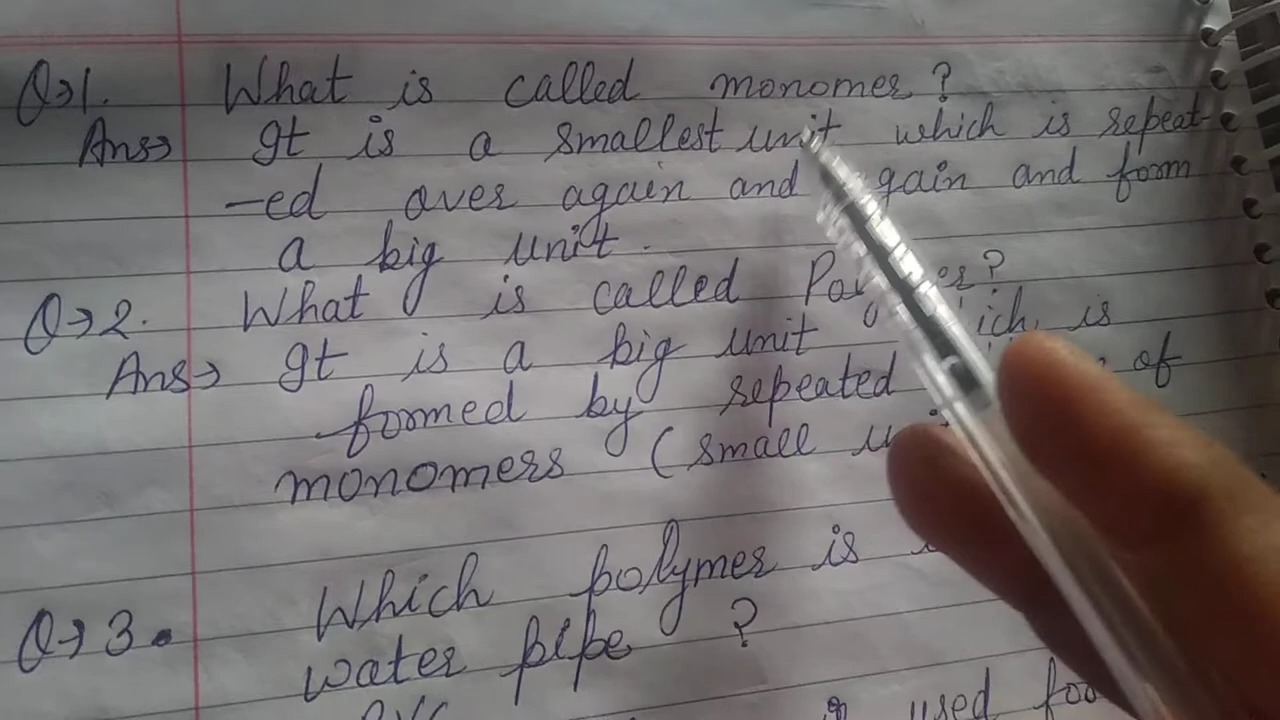 Q→1. What is called monomer?
Ans→ It is a smallest unit which is repeat-
-ed over again and again and form
a big unit.
Q→2. What is called
Ans→ It is a big unit is
formed by repeated of
monomers (small
Q→3. Which polymer is
water pipe ?
PVC is used for